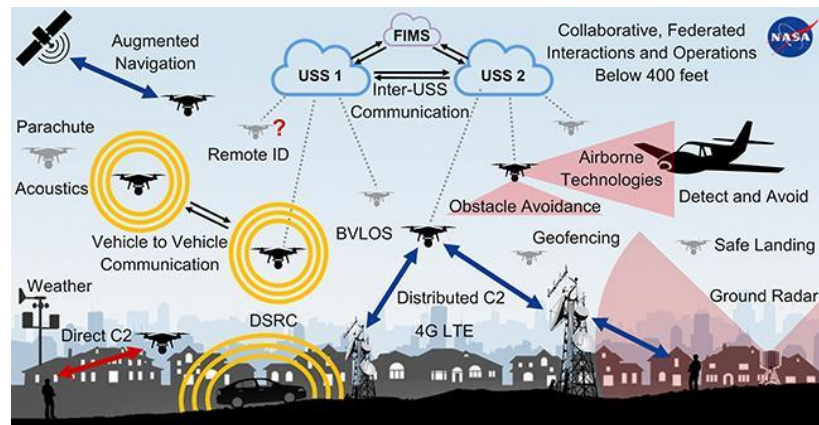 FIMS
USS 1
USS 2
Inter-USS
Communication
Augmented
Navigation
Collaborative, Federated
Interactions and Operations
Below 400 feet
NASA
Parachute
Acoustics
?
Remote ID
Airborne
Technologies
Detect and Avoid
Obstacle Avoidance
Vehicle to Vehicle
Communication
BVLOS
Geofencing
Safe Landing
Weather
Direct C2
DSRC
Distributed C2
4G LTE
Ground Radar